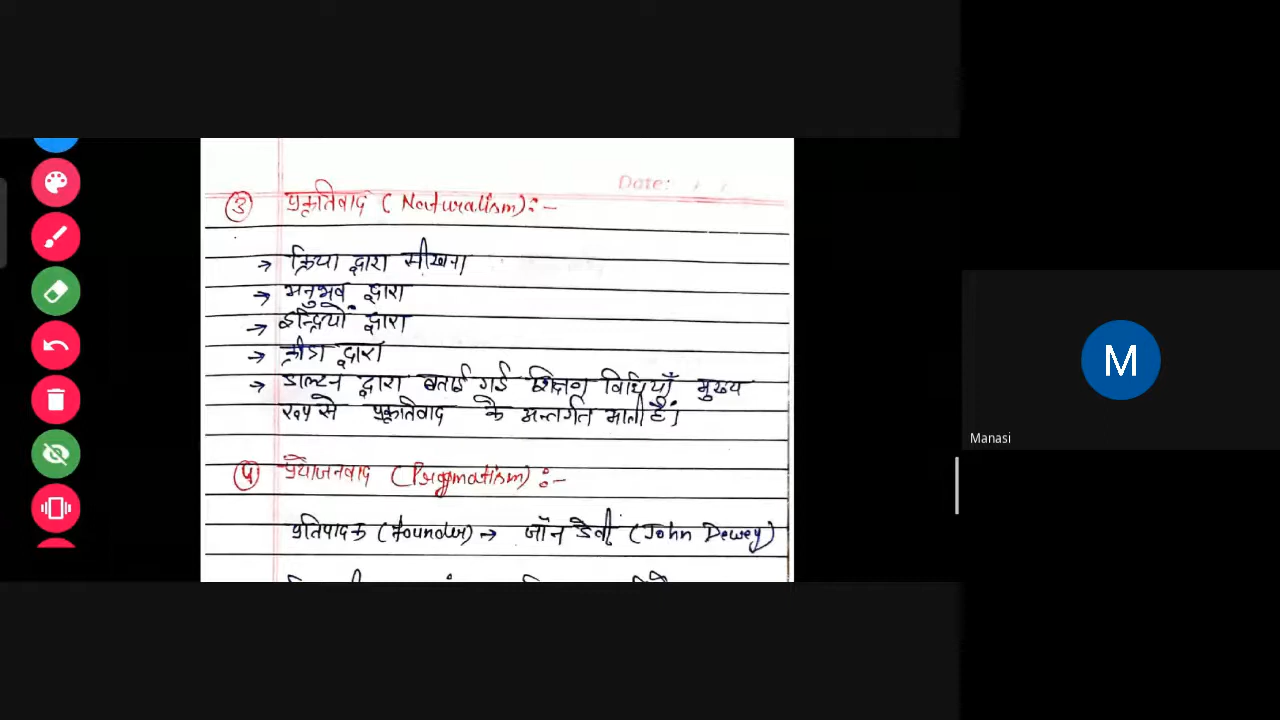 Date:
③ प्रकृतिवाद (Naturalism):-
→ क्रिया द्वारा सीखना
→ अनुभव द्वारा
→ इन्द्रियों द्वारा
→ क्रीडा द्वारा
→ डाल्टन द्वारा बताई गई शिक्षण विधियाँ मुख्य
रुप से प्रकृतिवाद के अन्तर्गत आती हैं।
④ प्रयोजनवाद (Pragmatism):-
प्रतिपादक (founder) → जॉन डेवी (John Dewey)
M
Manasi